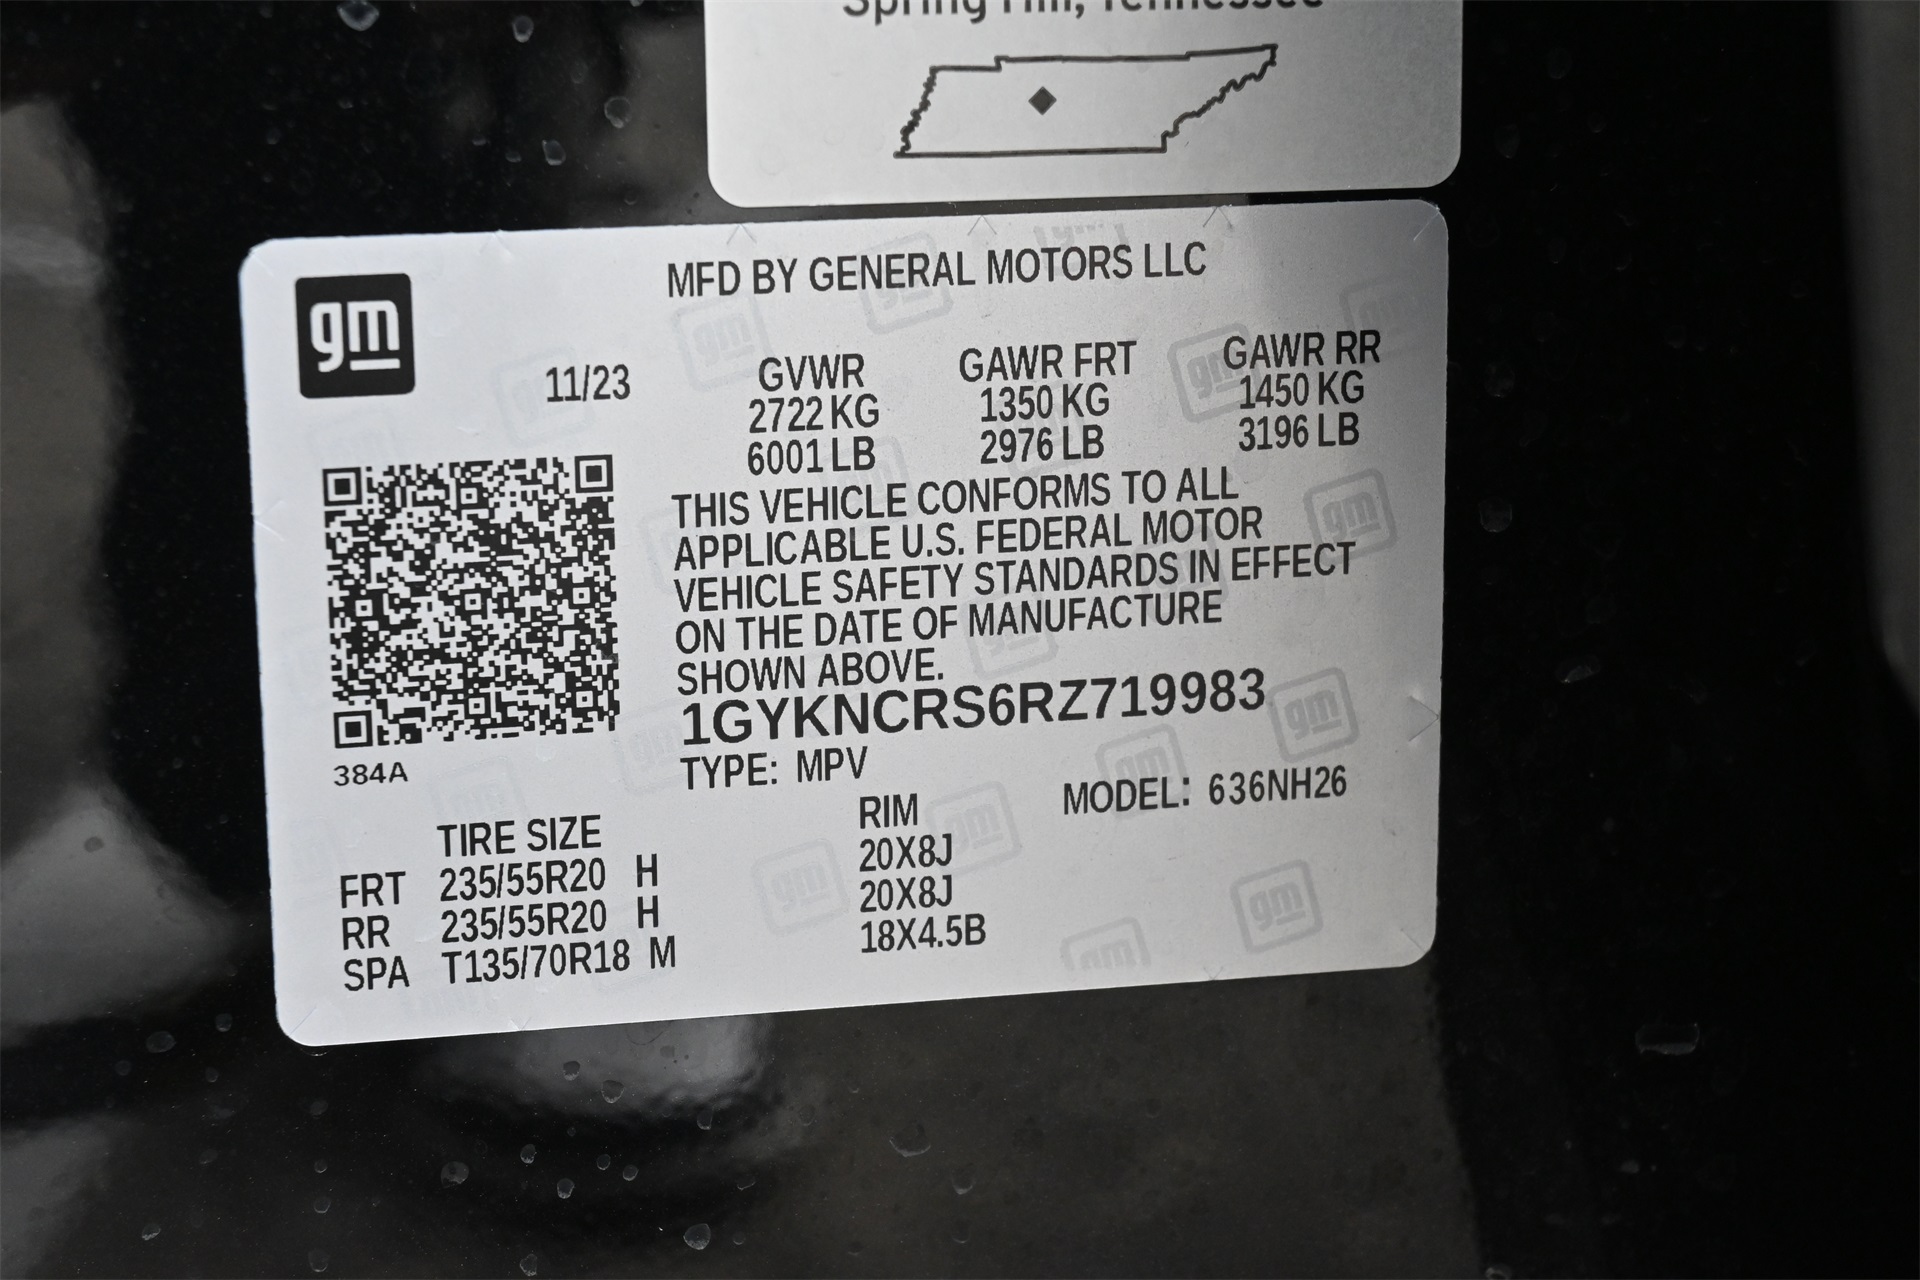 Spring Hill, Tennessee
gm
MFD BY GENERAL MOTORS LLC
11/23
GVWR GAWR FRT GAWR RR
2722 KG 1350 KG 1450 KG
6001 LB 2976 LB 3196 LB
THIS VEHICLE CONFORMS TO ALL
APPLICABLE U.S. FEDERAL MOTOR
VEHICLE SAFETY STANDARDS IN EFFECT
ON THE DATE OF MANUFACTURE
SHOWN ABOVE.
1GYKNCRS6RZ719983
384A
TYPE: MPV
MODEL: 636NH26
TIRE SIZE RIM
FRT 235/55R20 H 20X8J
RR 235/55R20 H 20X8J
SPA T135/70R18 M 18X4.5B